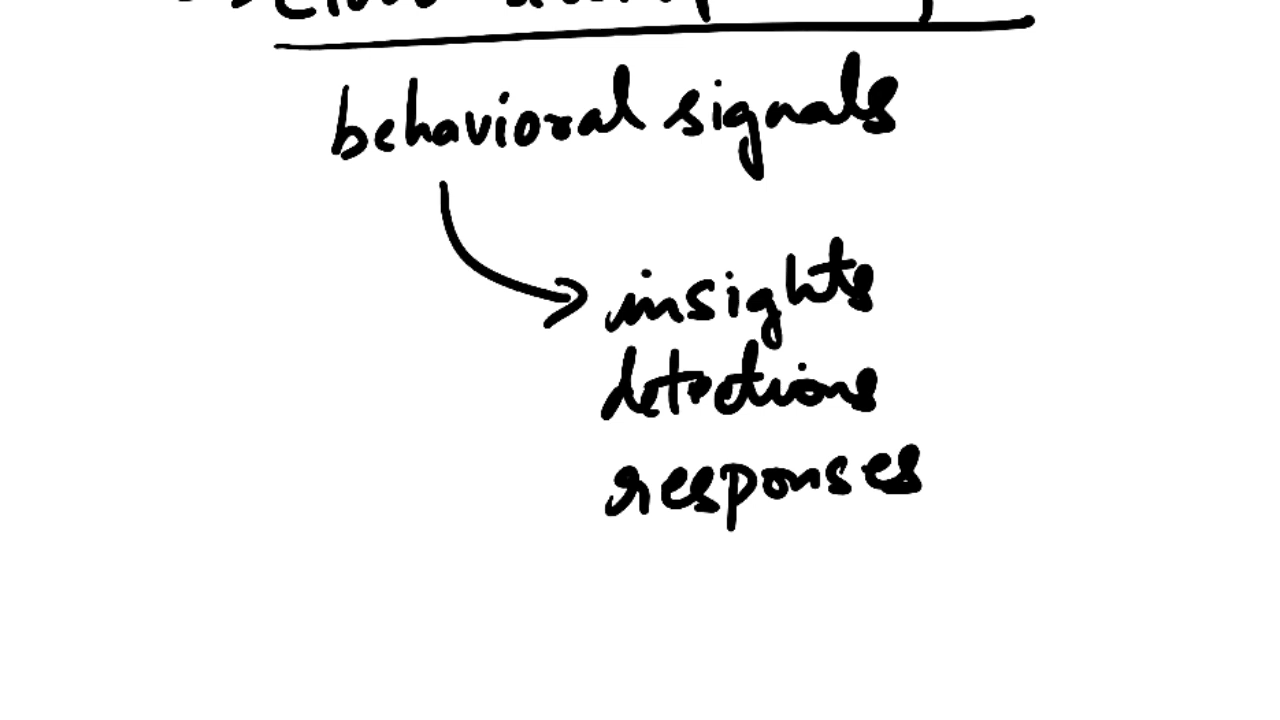 behavioral signals
insights
detections
responses